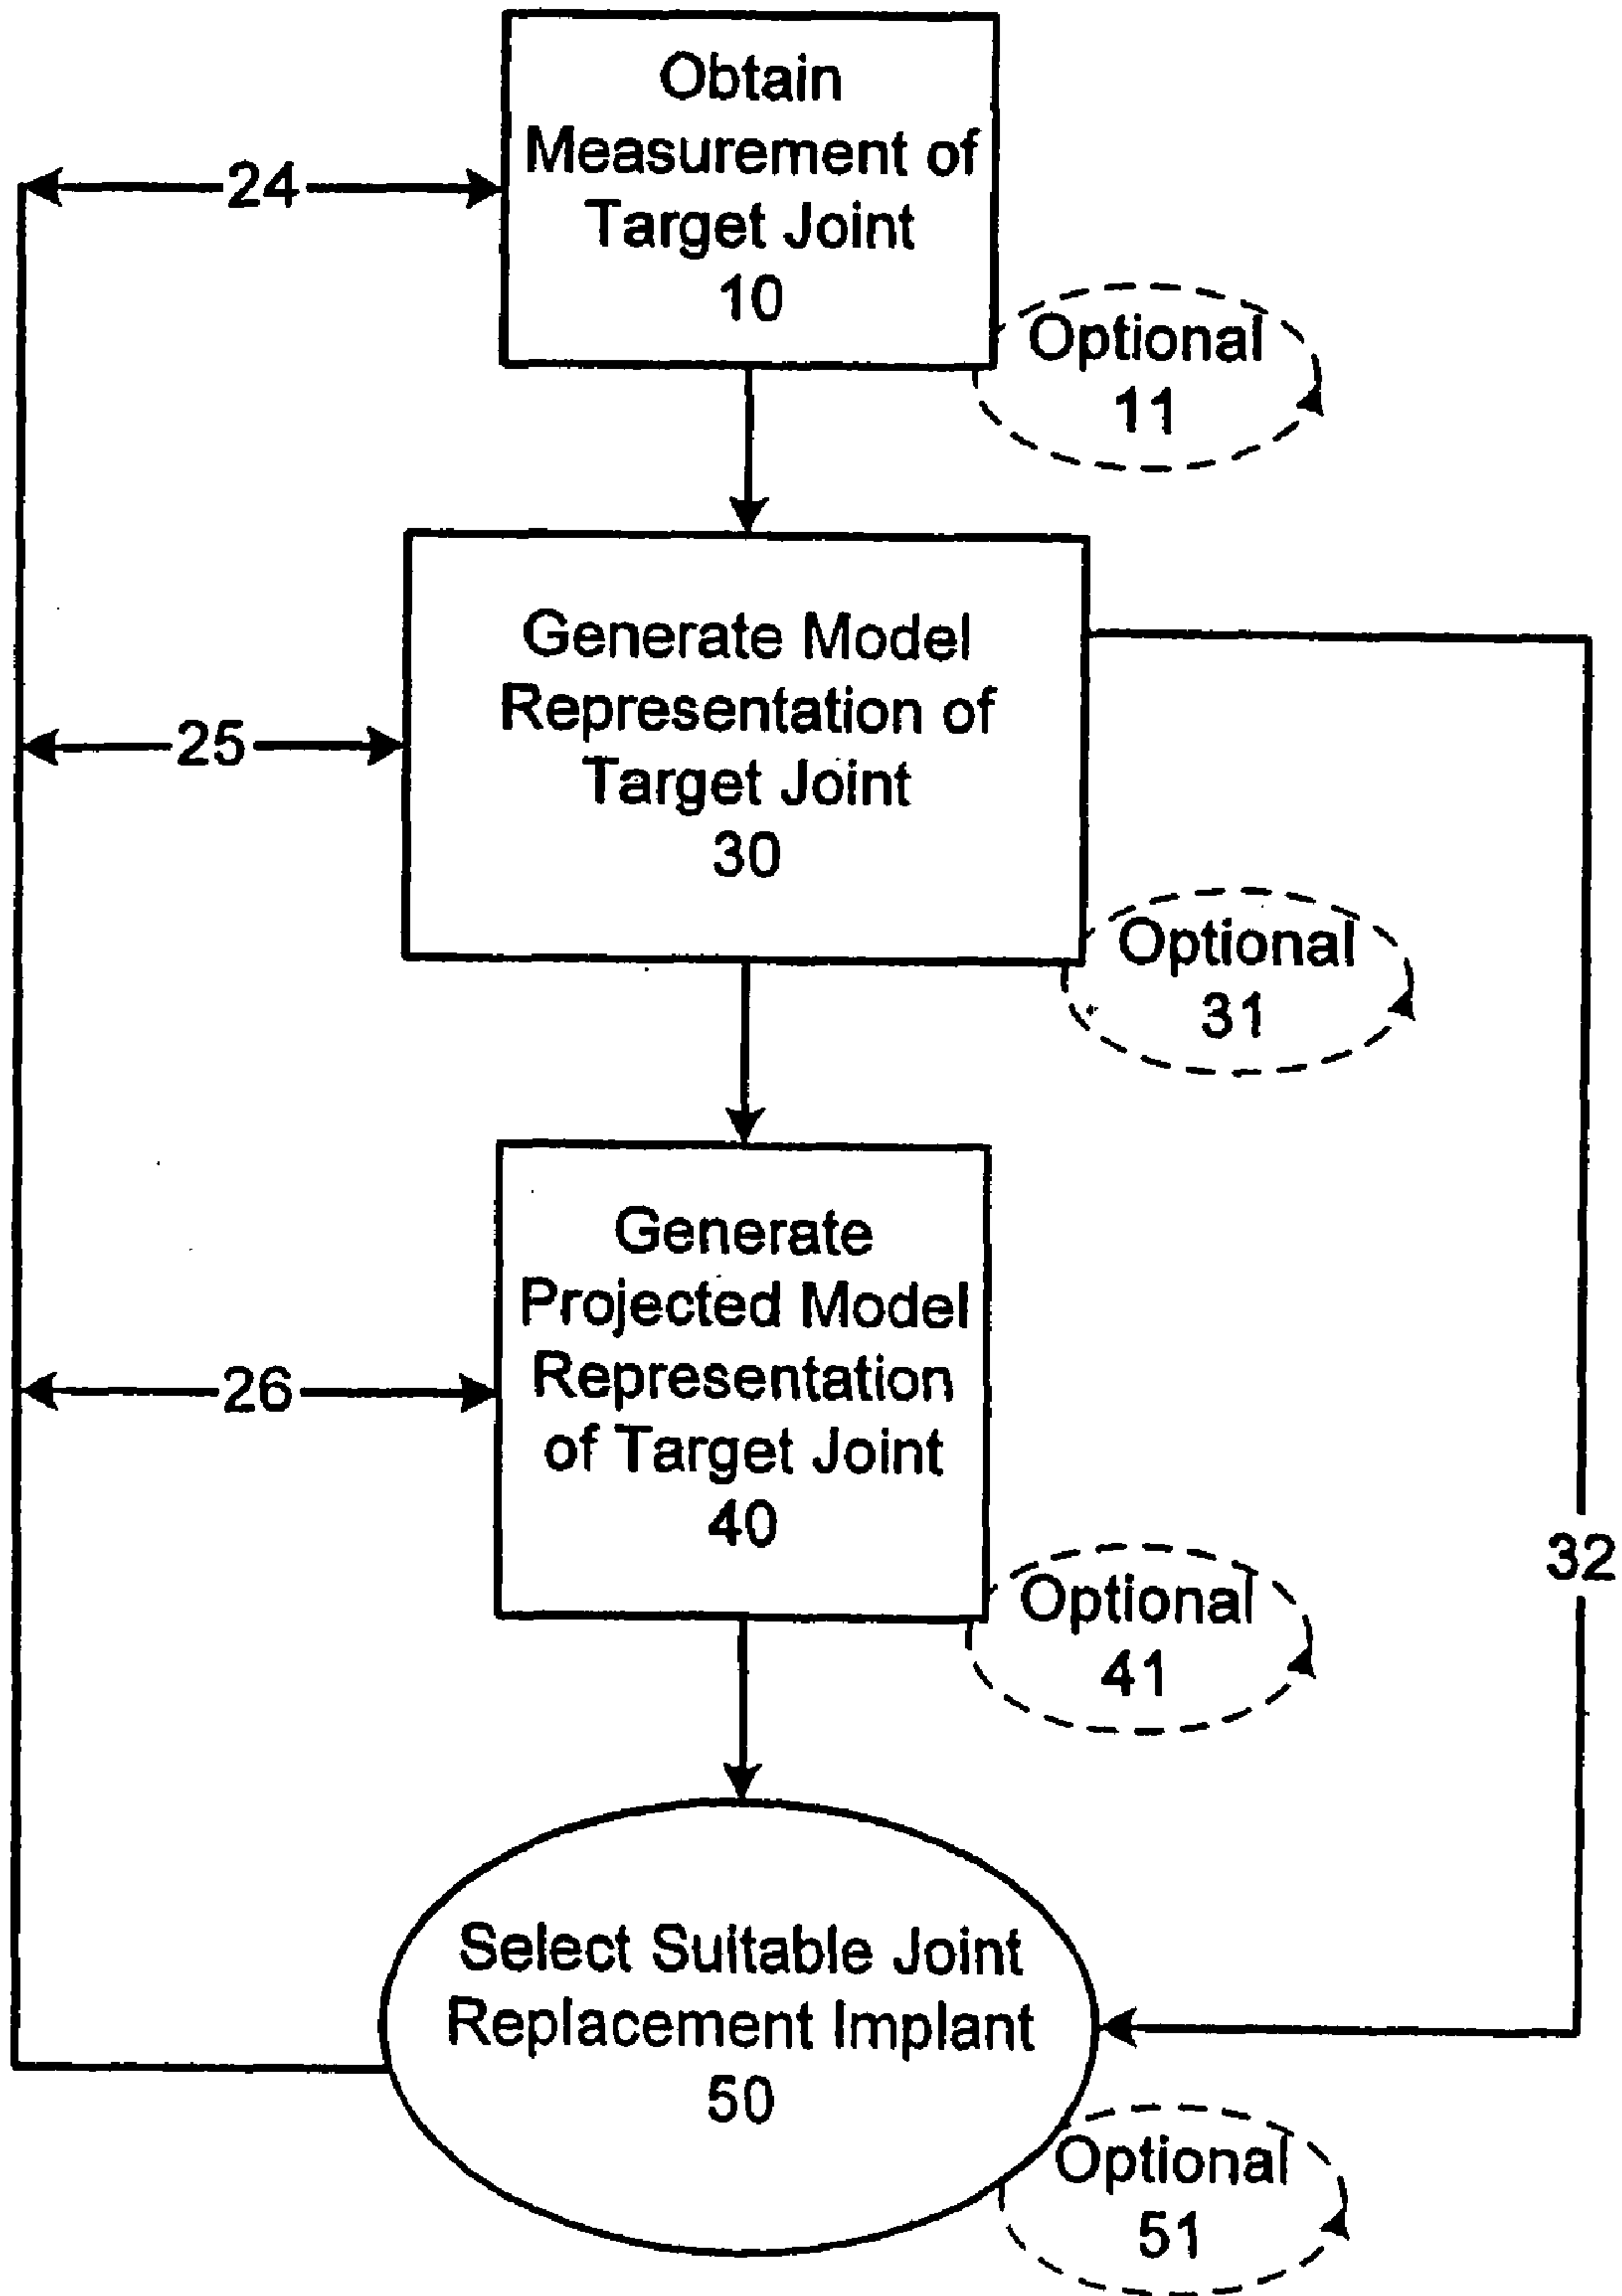 Obtain
Measurement of
Target Joint
10
24
Optional
11
Generate Model
Representation of
Target Joint
30
25
Optional
31
Generate
Projected Model
Representation
of Target Joint
40
26
32
Optional
41
Select Suitable Joint
Replacement Implant
50
Optional
51